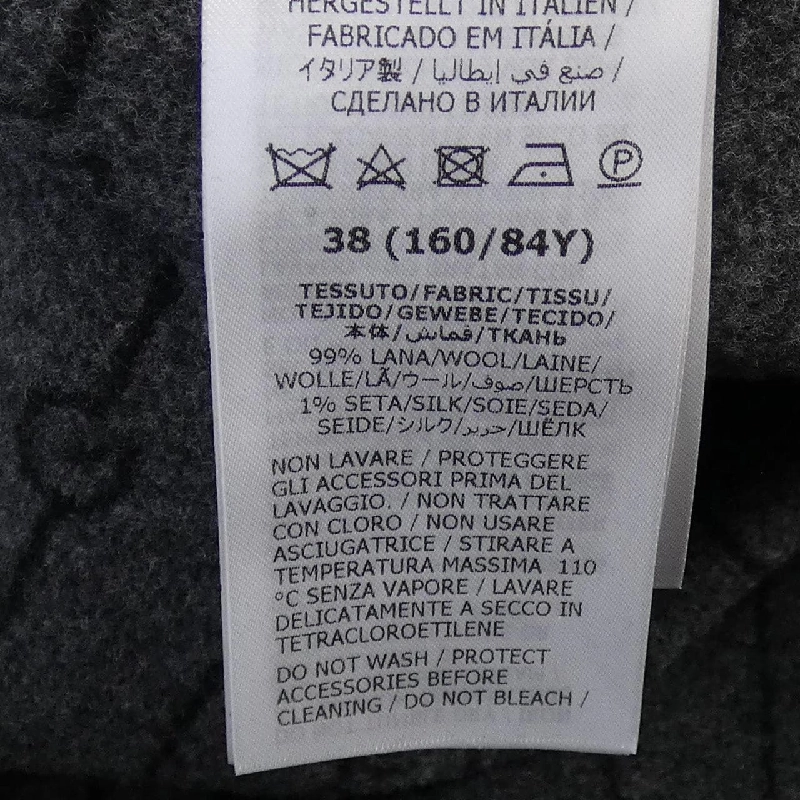 HERGESTELLT IN ITALIEN /
FABRICADO EM ITÁLIA /
イタリア製 / صنع في إيطاليا /
СДЕЛАНО В ИТАЛИИ
P
38 (160/84Y)
TESSUTO/FABRIC/TISSU/
TEJIDO/GEWEBE/TECIDO/
本体/قماش/ТКАНЬ
99% LANA/WOOL/LAINE/
WOLLE/LÃ/ウール/صوف/ШЕРСТЬ
1% SETA/SILK/SOIE/SEDA/
SEIDE/シルク/حرير/ШЁЛК
NON LAVARE / PROTEGGERE
GLI ACCESSORI PRIMA DEL
LAVAGGIO. / NON TRATTARE
CON CLORO / NON USARE
ASCIUGATRICE / STIRARE A
TEMPERATURA MASSIMA 110
°C SENZA VAPORE / LAVARE
DELICATAMENTE A SECCO IN
TETRACLOROETILENE
DO NOT WASH / PROTECT
ACCESSORIES BEFORE
CLEANING / DO NOT BLEACH /